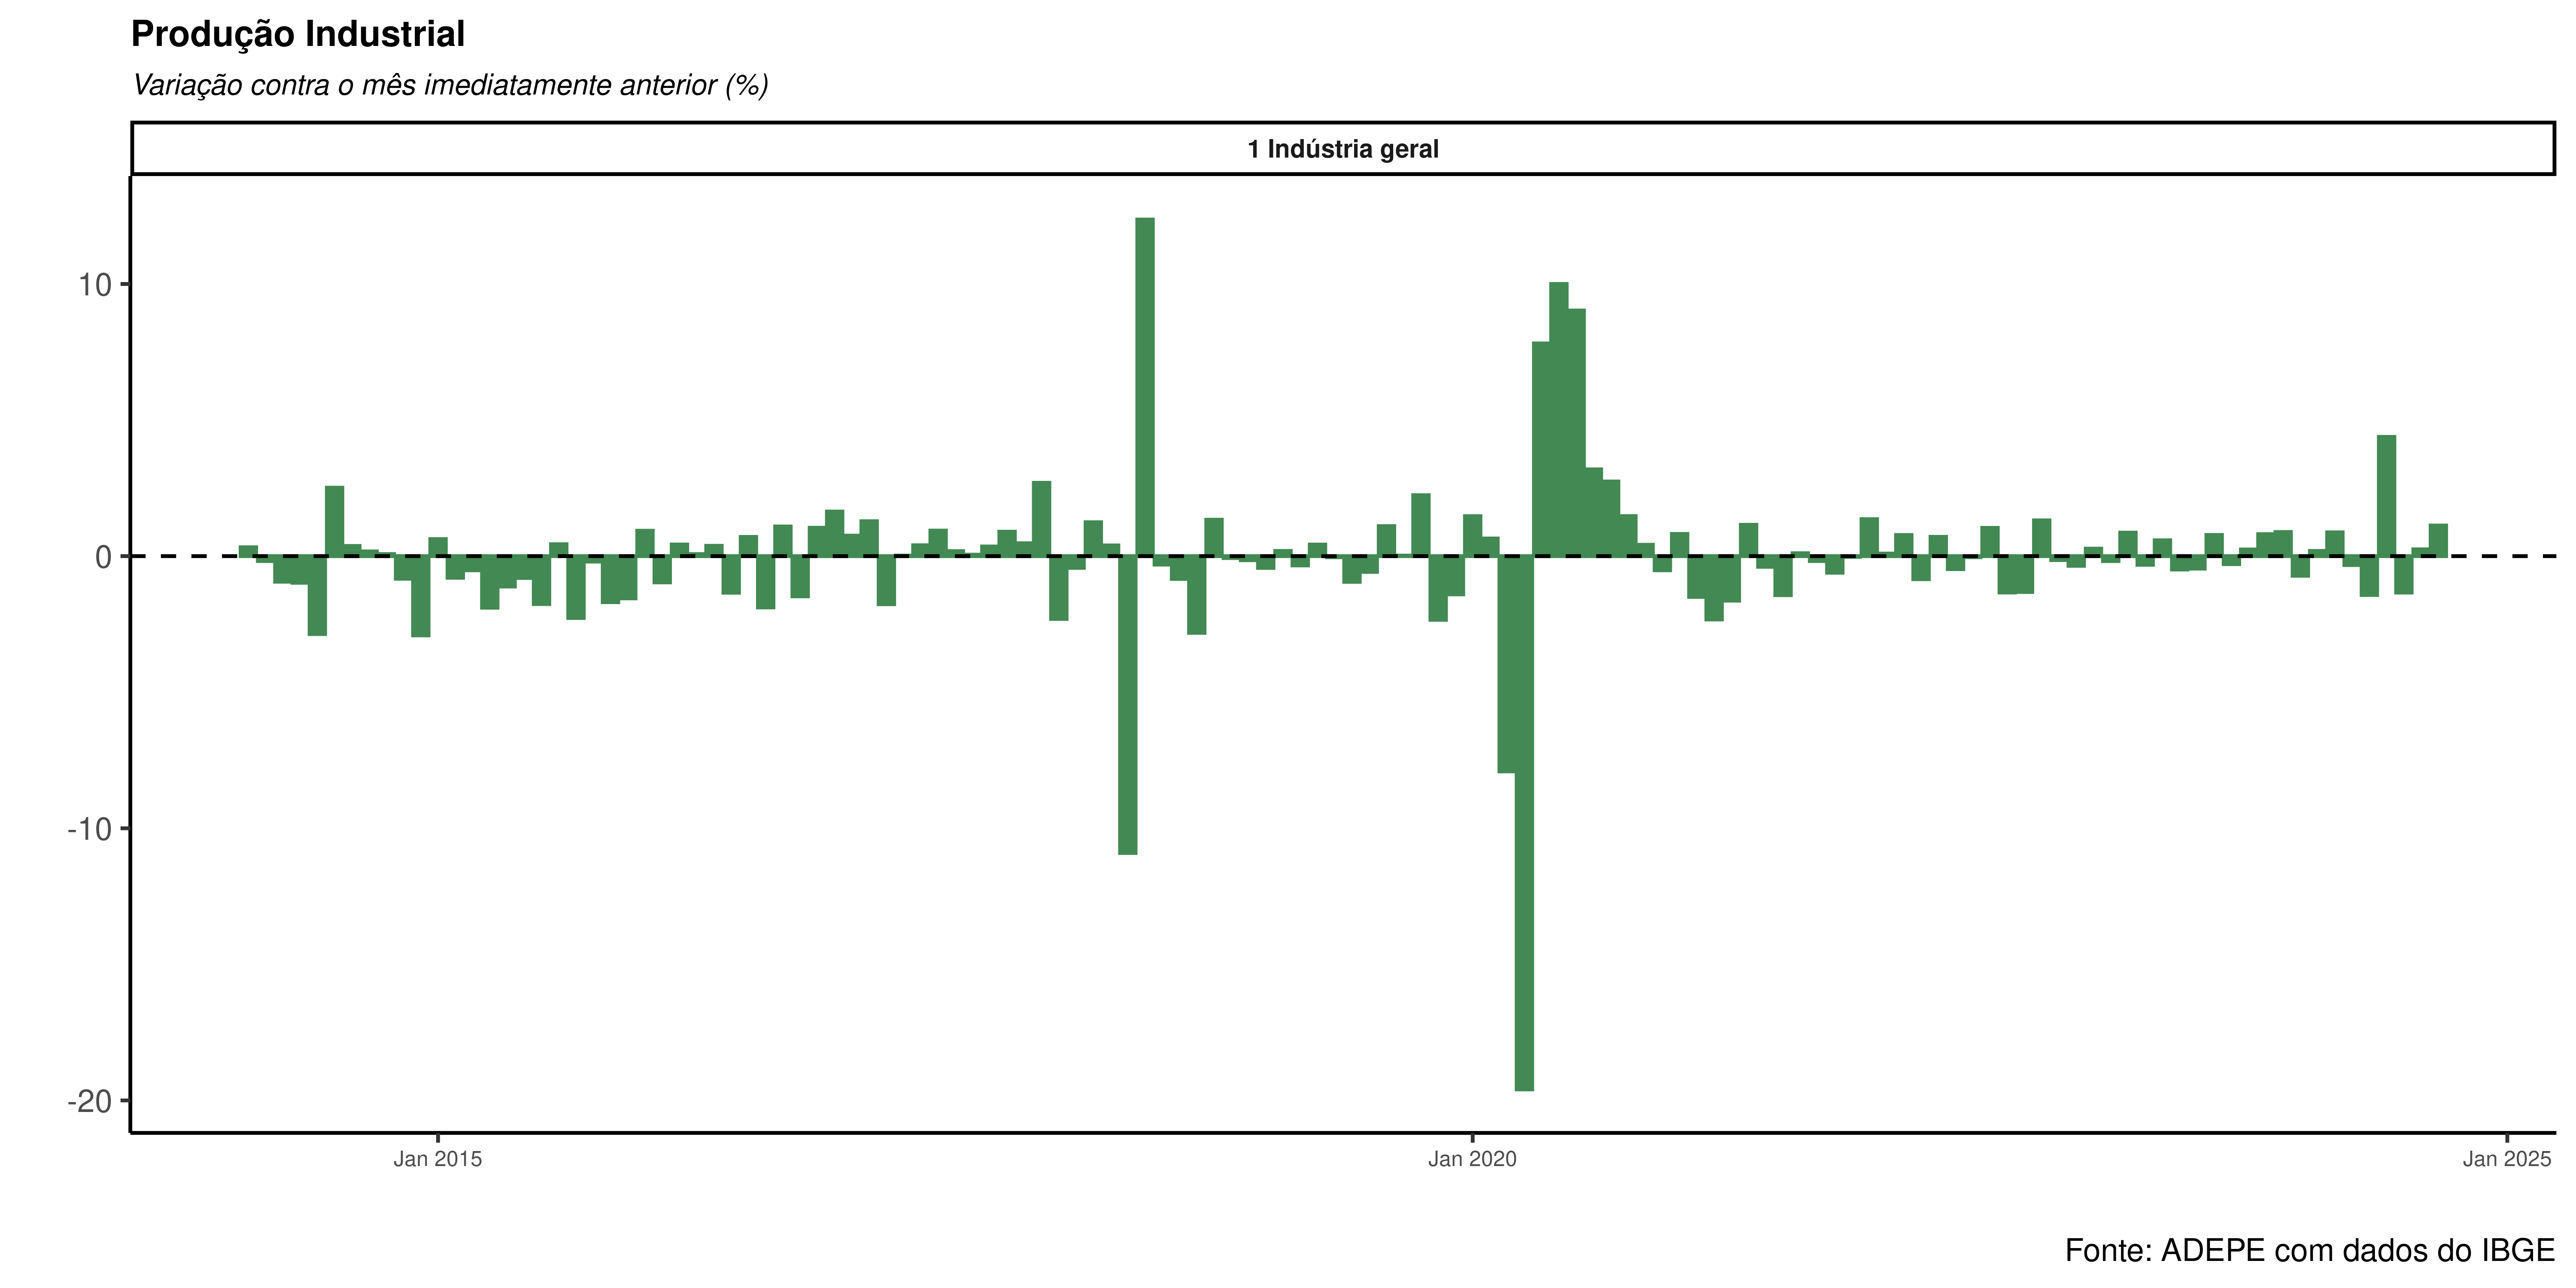 Produção Industrial
Variação contra o mês imediatamente anterior (%)
1 Indústria geral
10
0
-10
-20
Jan 2015
Jan 2020
Jan 2025
Fonte: ADEPE com dados do IBGE